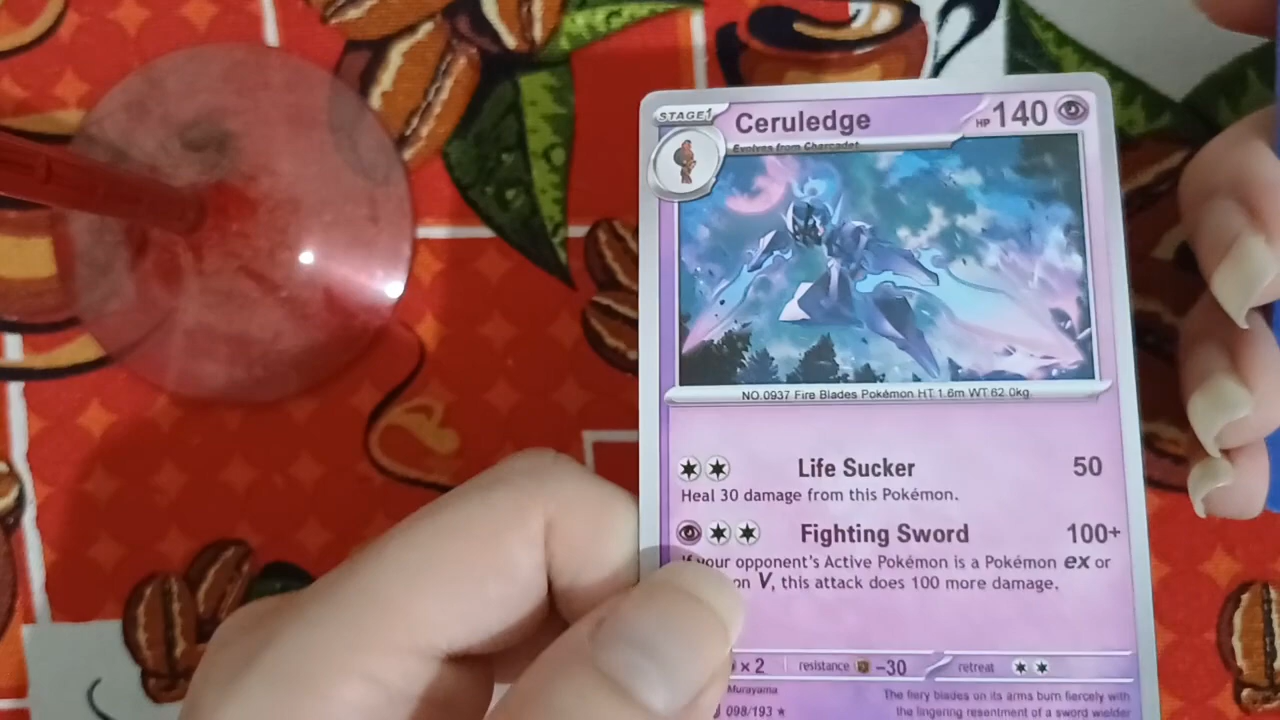 STAGE1 Ceruledge HP 140
Evolves from Charcadet
NO.0937 Fire Blades Pokémon HT 1.6m WT 62.0kg
Life Sucker 50
Heal 30 damage from this Pokémon.
Fighting Sword 100+
If your opponent's Active Pokémon is a Pokémon ex or
on V, this attack does 100 more damage.
x 2 resistance -30 retreat
Murayama
The fiery blades on its arms burn fiercely with
098/193 ★
the lingering resentment of a sword wielder